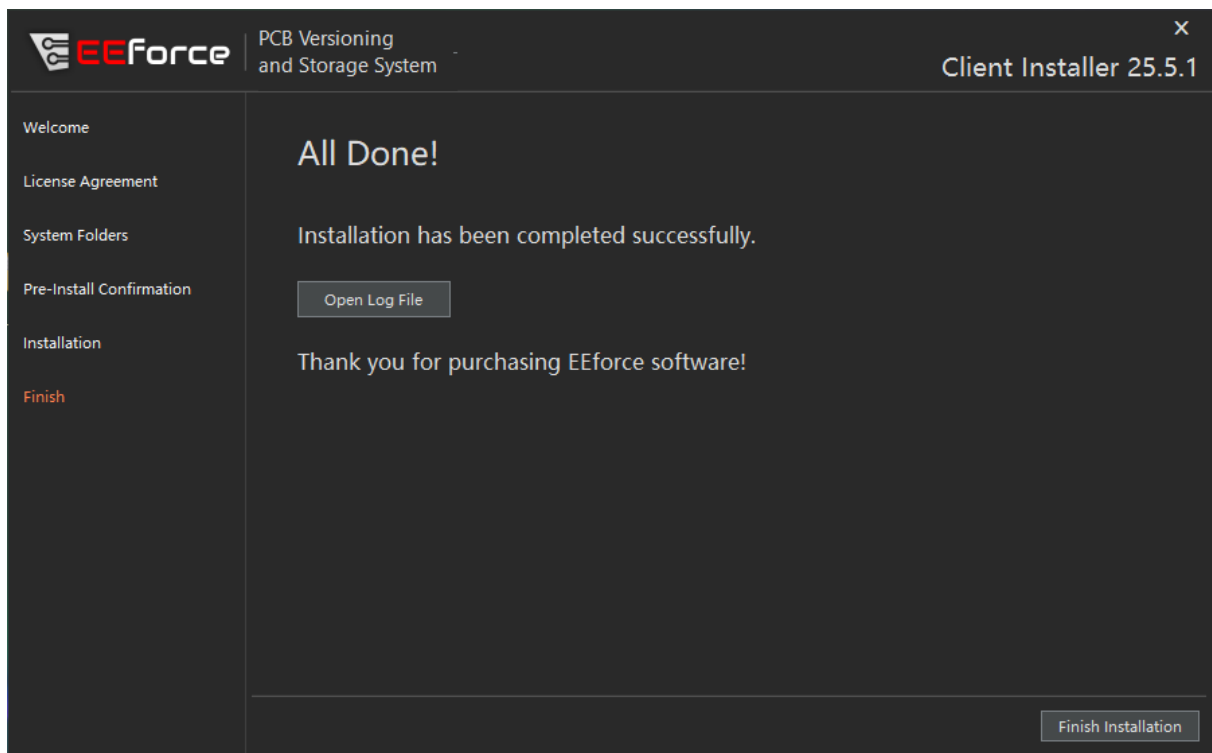 EEforce
PCB Versioning
and Storage System
Client Installer 25.5.1
Welcome
License Agreement
System Folders
Pre-Install Confirmation
Installation
Finish
All Done!
Installation has been completed successfully.
Open Log File
Thank you for purchasing EEforce software!
Finish Installation